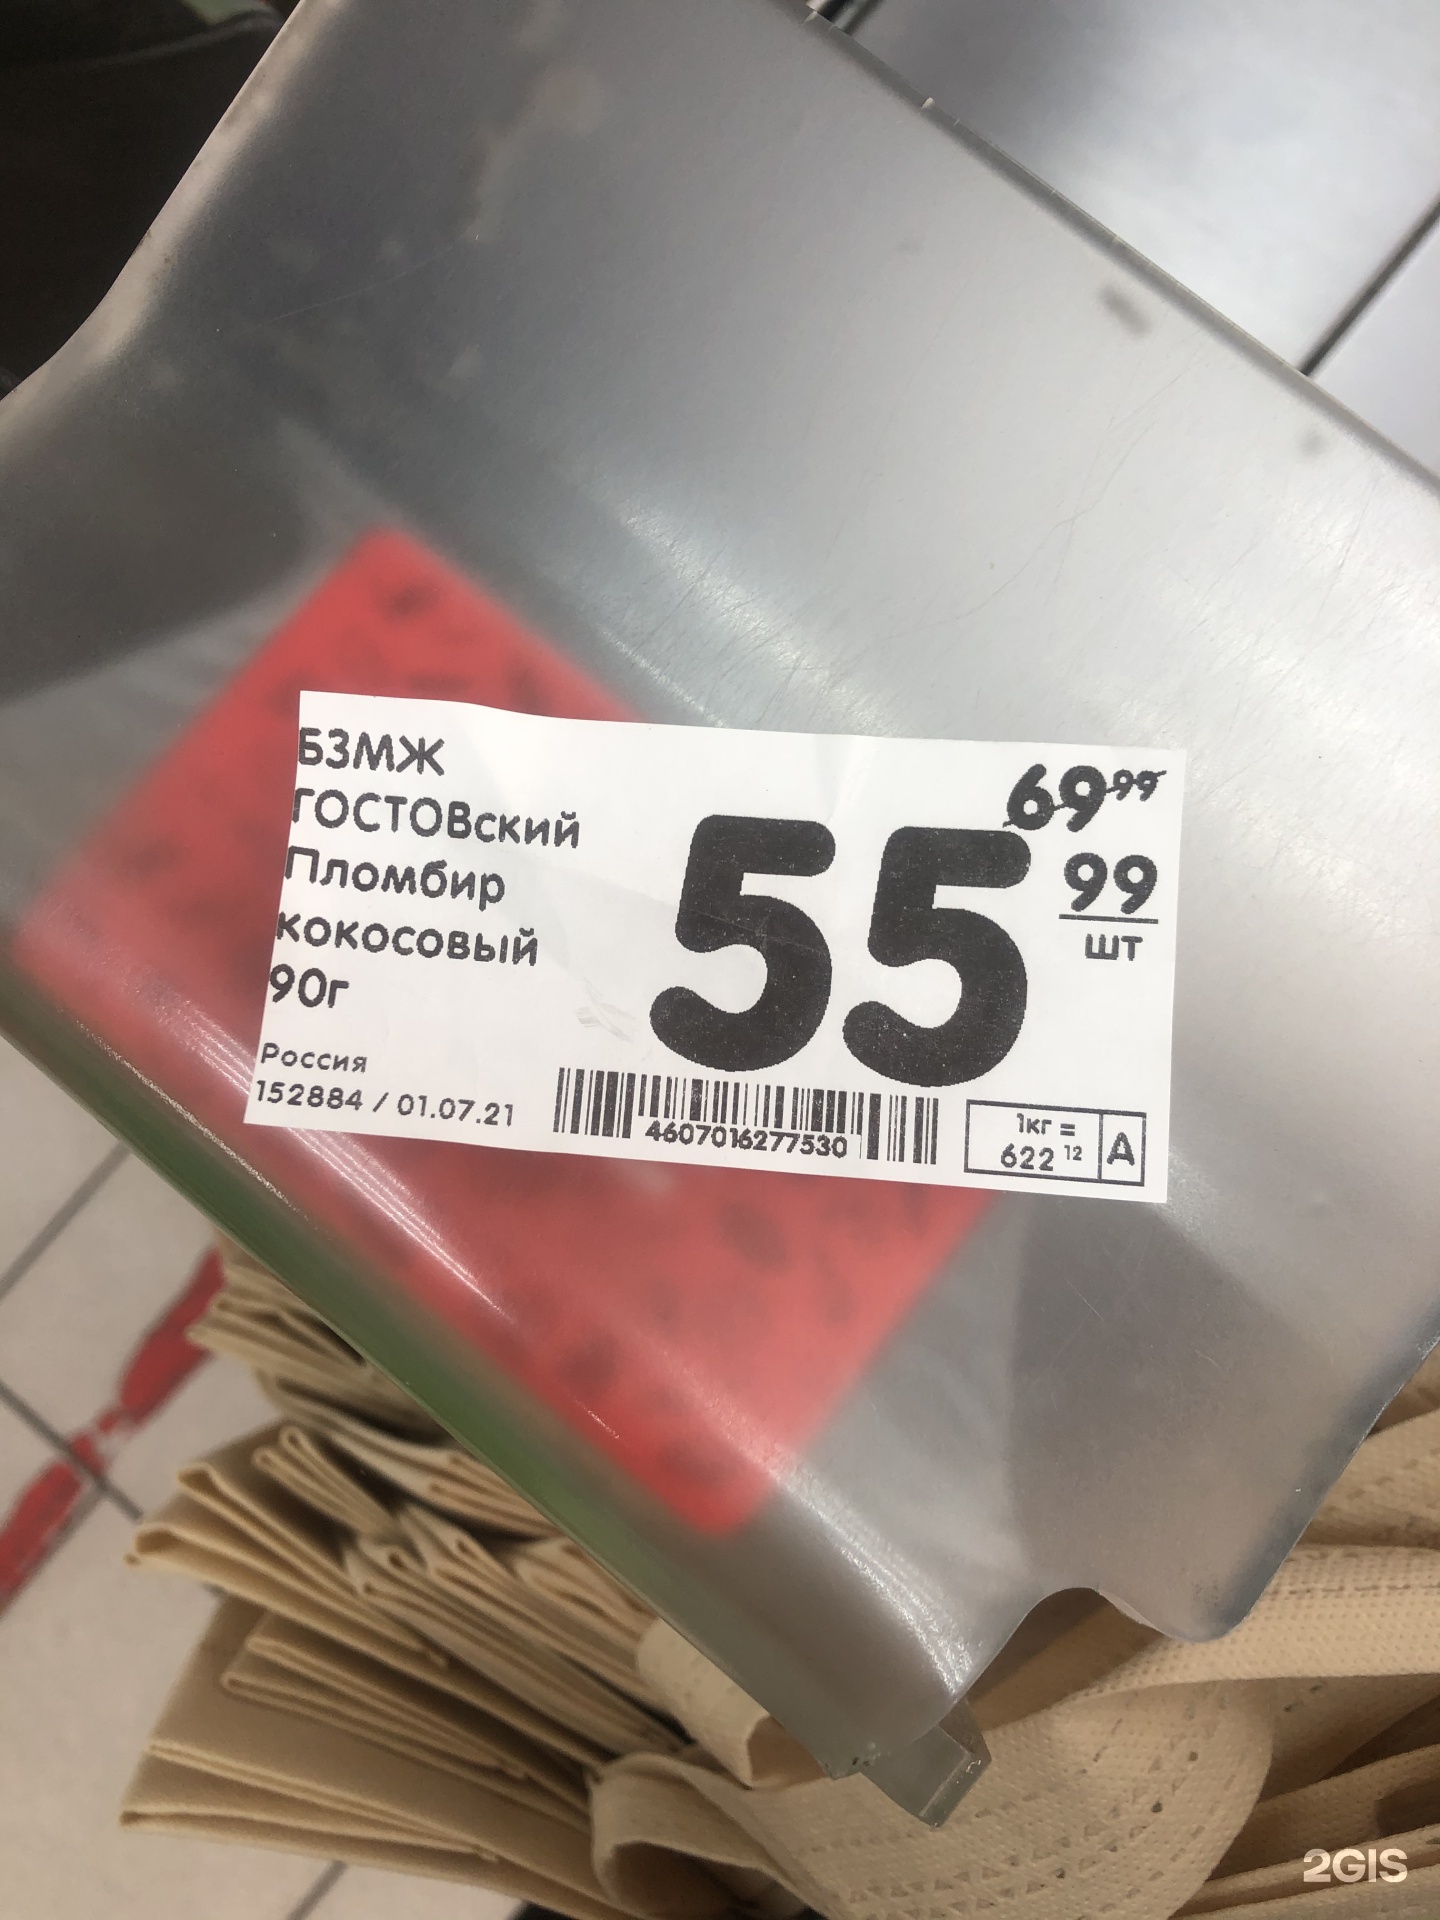 БЗМЖ
ГОСТОВский
Пломбир
кокосовый
90г
Россия
152884 / 01.07.21
69 99
55 99
шт
4607016277530
1кг =
622 12
А
2GIS